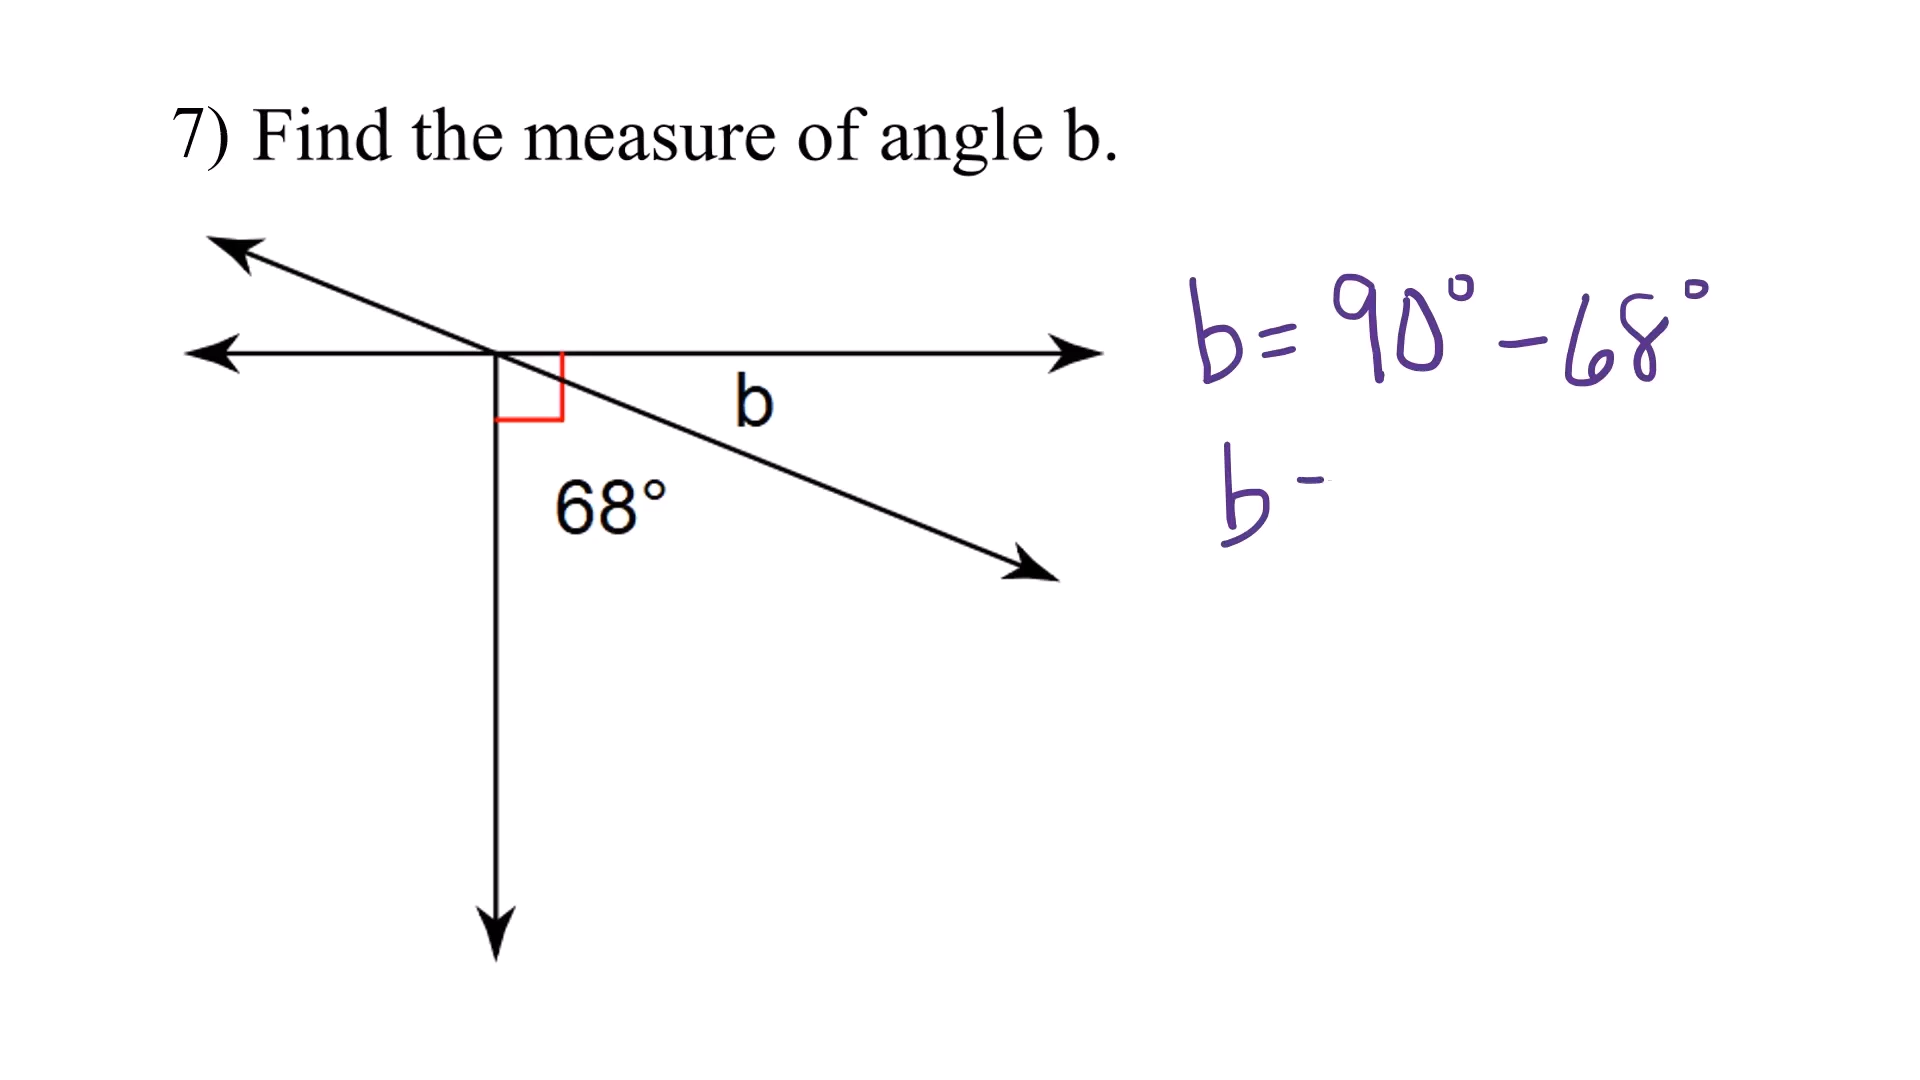 7) Find the measure of angle b.
b = 90° - 68°
b
68°
b -